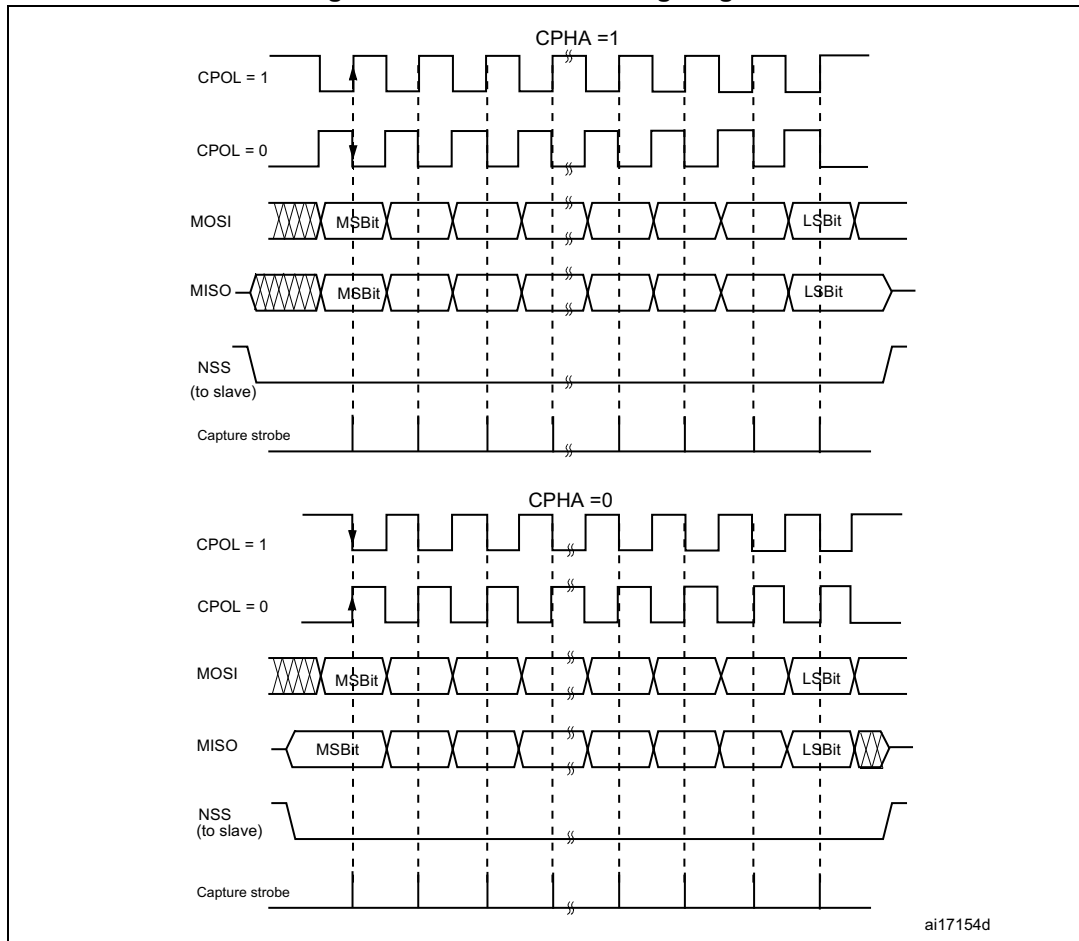 CPHA =1
CPOL = 1
CPOL = 0
MOSI MSBit LSBit
MISO MSBit LSBit
NSS
(to slave)
Capture strobe
CPHA =0
CPOL = 1
CPOL = 0
MOSI MSBit LSBit
MISO MSBit LSBit
NSS
(to slave)
Capture strobe
ai17154d